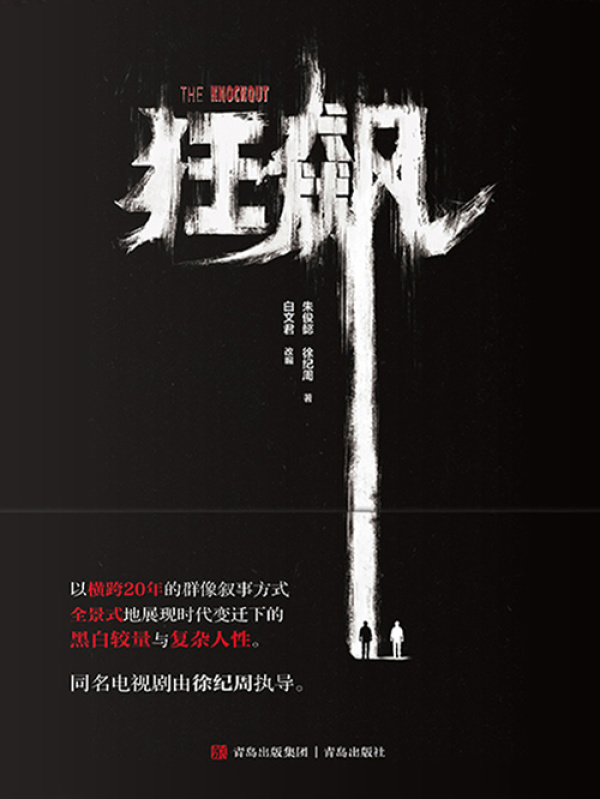 THE KNOCKOUT
狂飙
朱俊懿 徐纪周 著
白文君 改编
以横跨20年的群像叙事方式
全景式地展现时代变迁下的
黑白较量与复杂人性。
同名电视剧由徐纪周执导。
青岛出版集团 | 青岛出版社